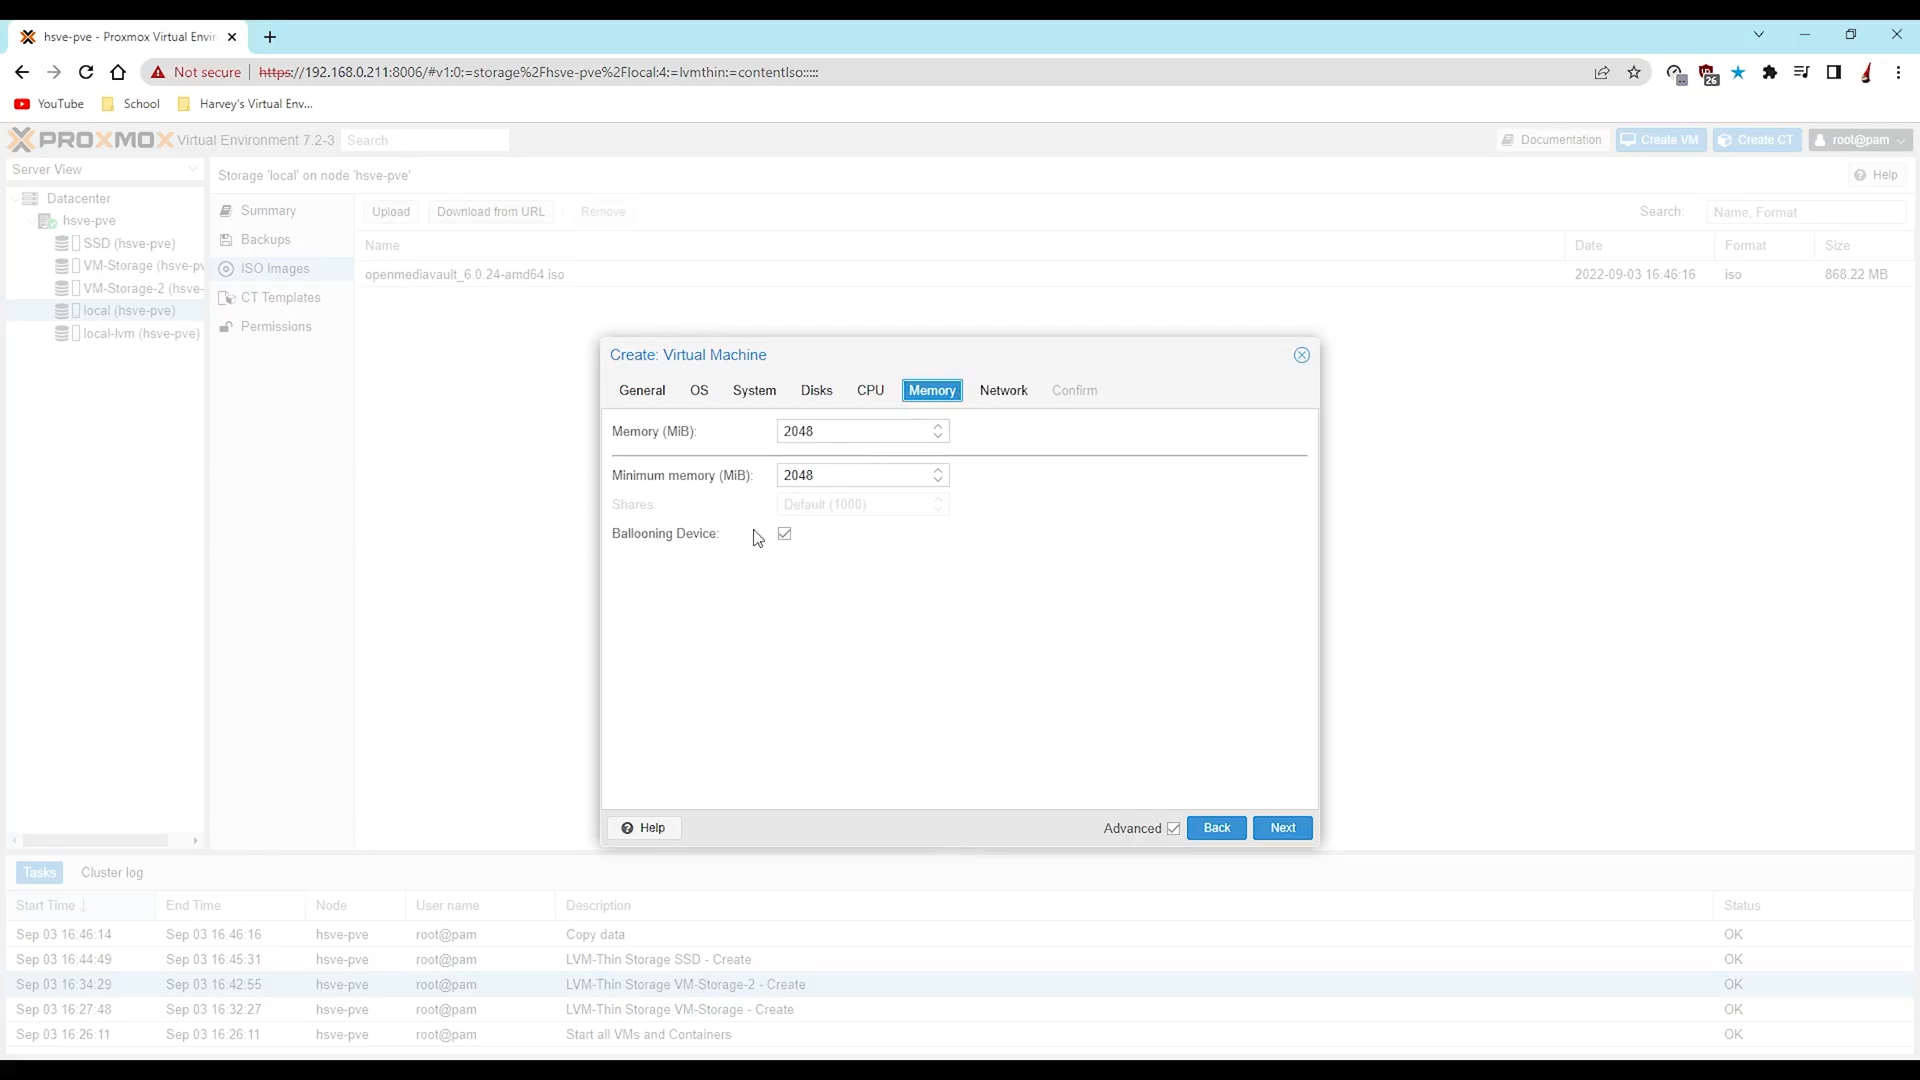 hsve-pve - Proxmox Virtual Envir
Not secure https://192.168.0.211:8006/#v1:0:=storage%2Fhsve-pve%2Flocal:4:=lvmthin:=contentIso:::::
26
YouTube School Harvey's Virtual Env...
PROXMOX Virtual Environment 7.2-3 Search Documentation Create VM Create CT root@pam
Server View Storage 'local' on node 'hsve-pve' Help
Datacenter
hsve-pve
SSD (hsve-pve)
VM-Storage (hsve-pv
VM-Storage-2 (hsve-
local (hsve-pve)
local-lvm (hsve-pve)
Summary
Backups
ISO Images
CT Templates
Permissions
Upload Download from URL Remove Search: Name, Format
Name Date Format Size
openmediavault_6.0.24-amd64.iso 2022-09-03 16:46:16 iso 868.22 MB
Create: Virtual Machine
General OS System Disks CPU Memory Network Confirm
Memory (MiB): 2048
Minimum memory (MiB): 2048
Shares: Default (1000)
Ballooning Device:
Help Advanced Back Next
Tasks Cluster log
Start Time End Time Node User name Description Status
Sep 03 16:46:14 Sep 03 16:46:16 hsve-pve root@pam Copy data OK
Sep 03 16:44:49 Sep 03 16:45:31 hsve-pve root@pam LVM-Thin Storage SSD - Create OK
Sep 03 16:34:29 Sep 03 16:42:55 hsve-pve root@pam LVM-Thin Storage VM-Storage-2 - Create OK
Sep 03 16:27:48 Sep 03 16:32:27 hsve-pve root@pam LVM-Thin Storage VM-Storage - Create OK
Sep 03 16:26:11 Sep 03 16:26:11 hsve-pve root@pam Start all VMs and Containers OK